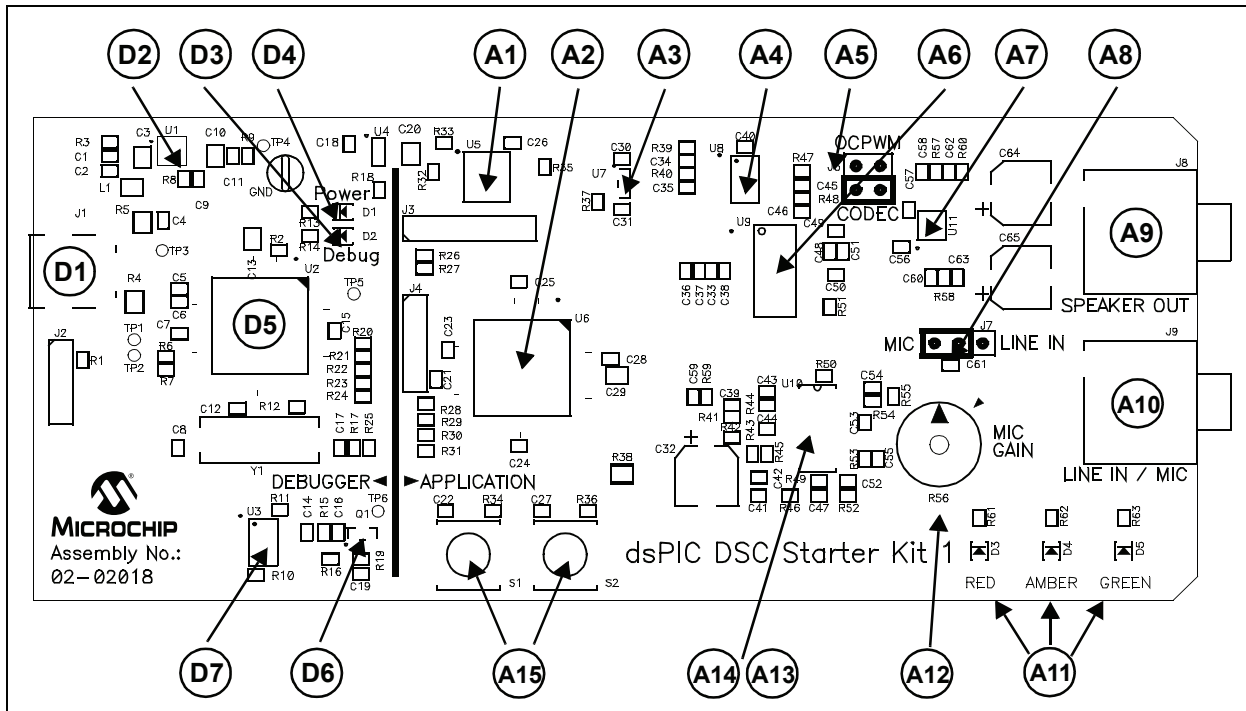 D2 D3 D4 A1 A2 A3 A4 A5 A6 A7 A8
R3 C3 U1 C10 R9 TP4 C18 U4 C20 R33 C26 C30 R39 U8 C40 OCPWM C58 R57 C62 R60 C64 J8
C1 C2 L1 R8 C11 GND R18 R32 U5 R35 U7 C34 R40 C35 R47 C45 R48 C57
J1 R5 C4 C9 Power R13 D1 J3 R37 C31 C46 CODEC U11 A9
R2 R14 D2 U9 C49 C65
D1 TP3 C13 U2 Debug R26 R27 C48 C51 C56
R4 C5 C6 D5 TP5 J4 C25 C36 C37 C33 C38 C50 C60 C63 R58 SPEAKER OUT
J2 TP1 TP2 C7 C15 R20 U6 A2 R51
R1 R6 R7 R21 R22 R23 R24 C23 C21 C28 C29 MIC J7 LINE IN J9
C61
C12 R12 R28 R29 R30 R31 C59 R59 C39 R41 C43 R44 U10 R50 C54 R54 R55 A10
C8 Y1 C17 R17 R25 C24 C32 R42 R43 C44 R45 C53 MIC
GAIN
DEBUGGER APPLICATION R38 C42 R49 R53 C55 LINE IN / MIC
MICROCHIP U3 R11 C14 R15 C16 TP6 Q1 C22 R34 C27 R36 C41 R46 C47 R52 C52 R56
R61 R62 R63
Assembly No.:
02-02018
R10 R16 C19 R19 S1 S2 dsPIC DSC Starter Kit 1 D3 D4 D5
RED AMBER GREEN
D7 D6 A15 A14 A13 A12 A11